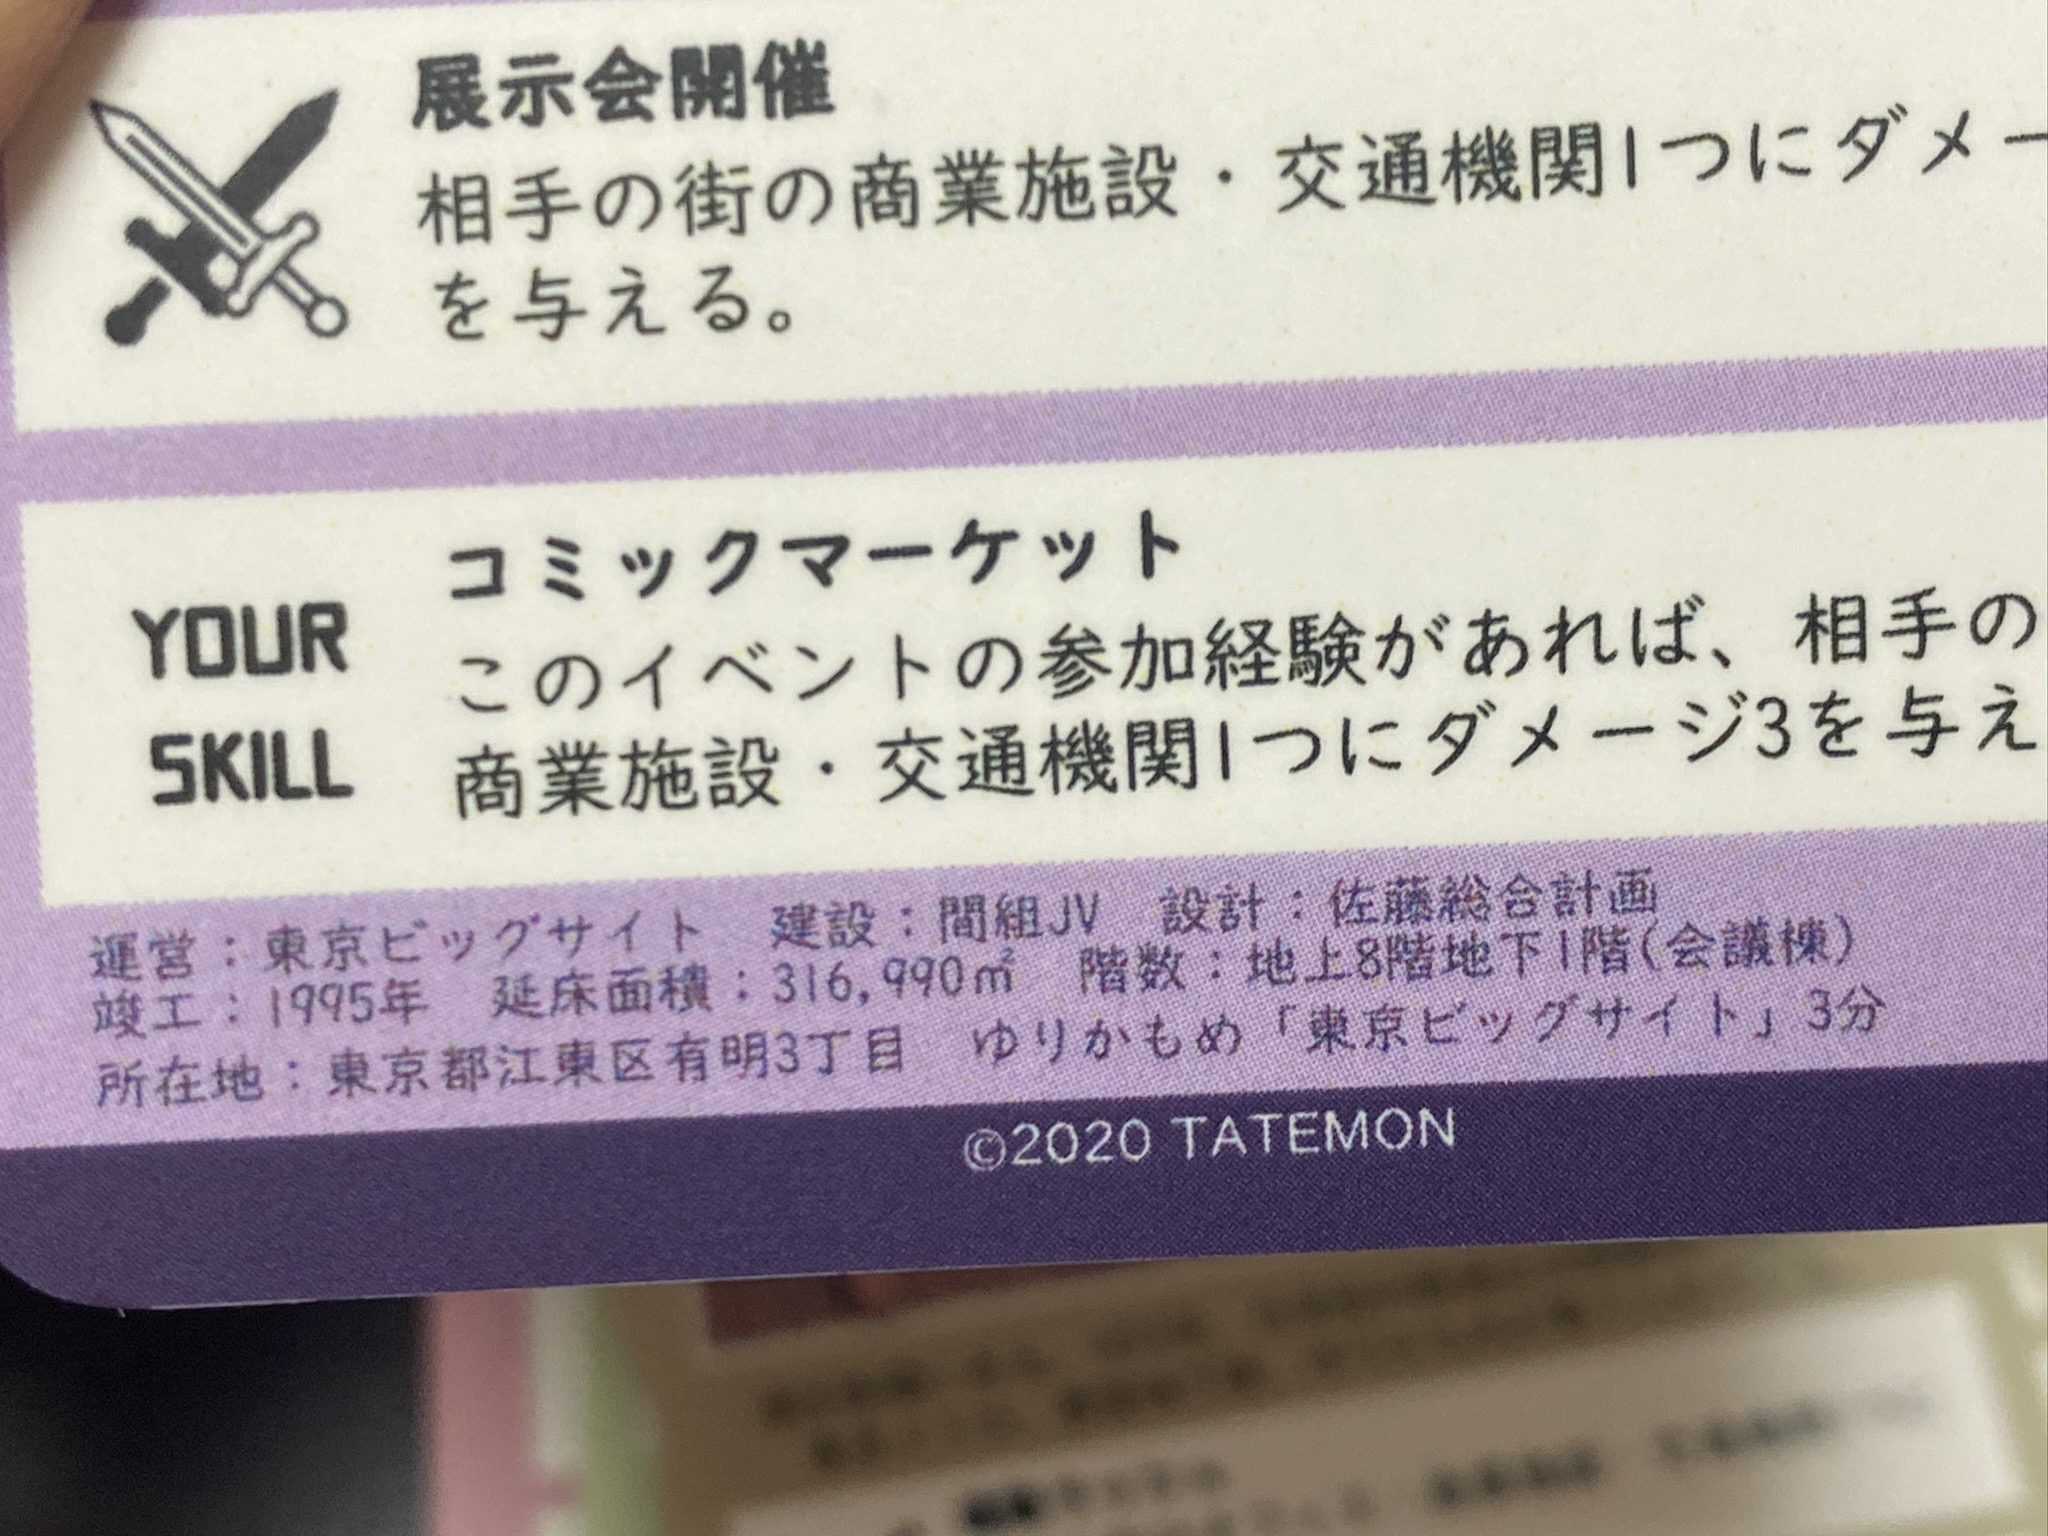 展示会開催
相手の街の商業施設・交通機関1つにダメー
を与える。
YOUR
SKILL
コミックマーケット
このイベントの参加経験があれば、相手の
商業施設・交通機関1つにダメージ3を与え
運営：東京ビッグサイト　建設：間組JV　設計：佐藤総合計画
竣工：1995年　延床面積：316,990㎡　階数：地上8階地下1階(会議棟)
所在地：東京都江東区有明3丁目　ゆりかもめ「東京ビッグサイト」3分
©2020 TATEMON